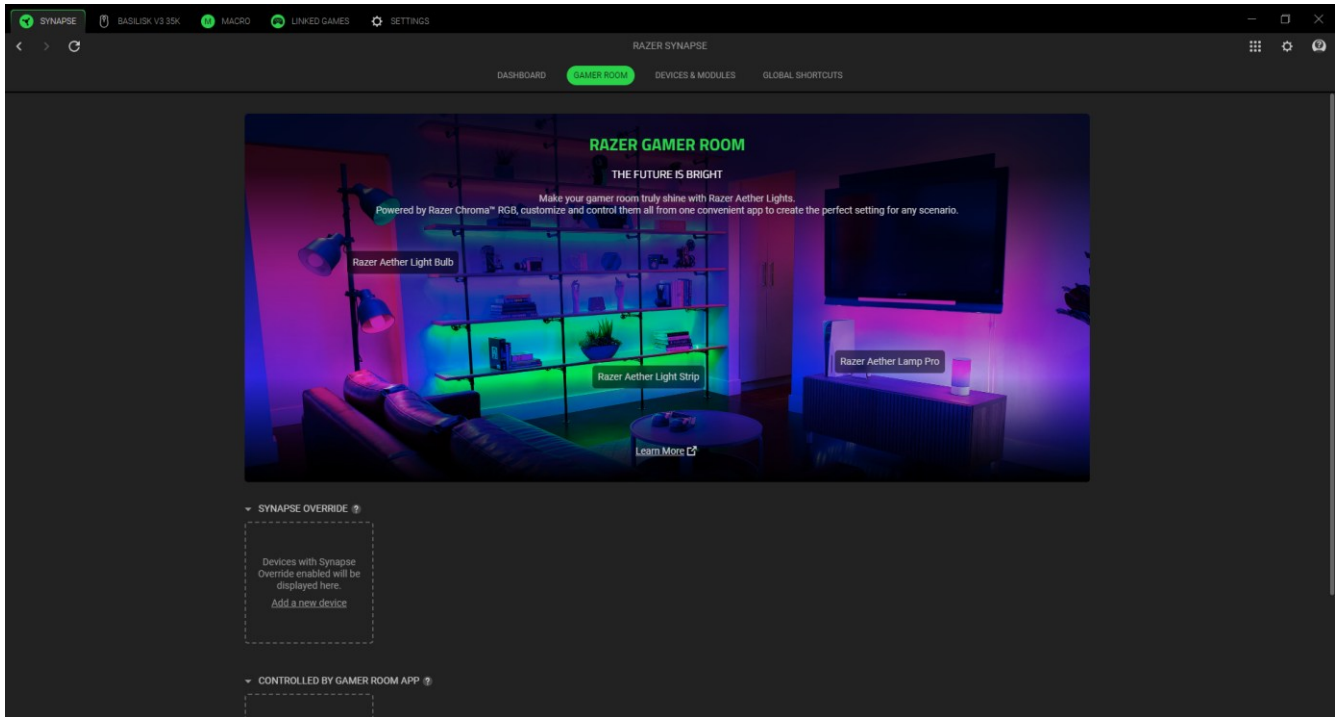 SYNAPSE
BASILISK V3 35K
M
MACRO
LINKED GAMES
SETTINGS
RAZER SYNAPSE
DASHBOARD
GAMER ROOM
DEVICES & MODULES
GLOBAL SHORTCUTS
RAZER GAMER ROOM
THE FUTURE IS BRIGHT
Make your gamer room truly shine with Razer Aether Lights.
Powered by Razer Chroma™ RGB, customize and control them all from one convenient app to create the perfect setting for any scenario.
Razer Aether Light Bulb
Razer Aether Lamp Pro
Razer Aether Light Strip
Learn More
SYNAPSE OVERRIDE ?
Devices with Synapse
Override enabled will be
displayed here.
Add a new device
CONTROLLED BY GAMER ROOM APP ?